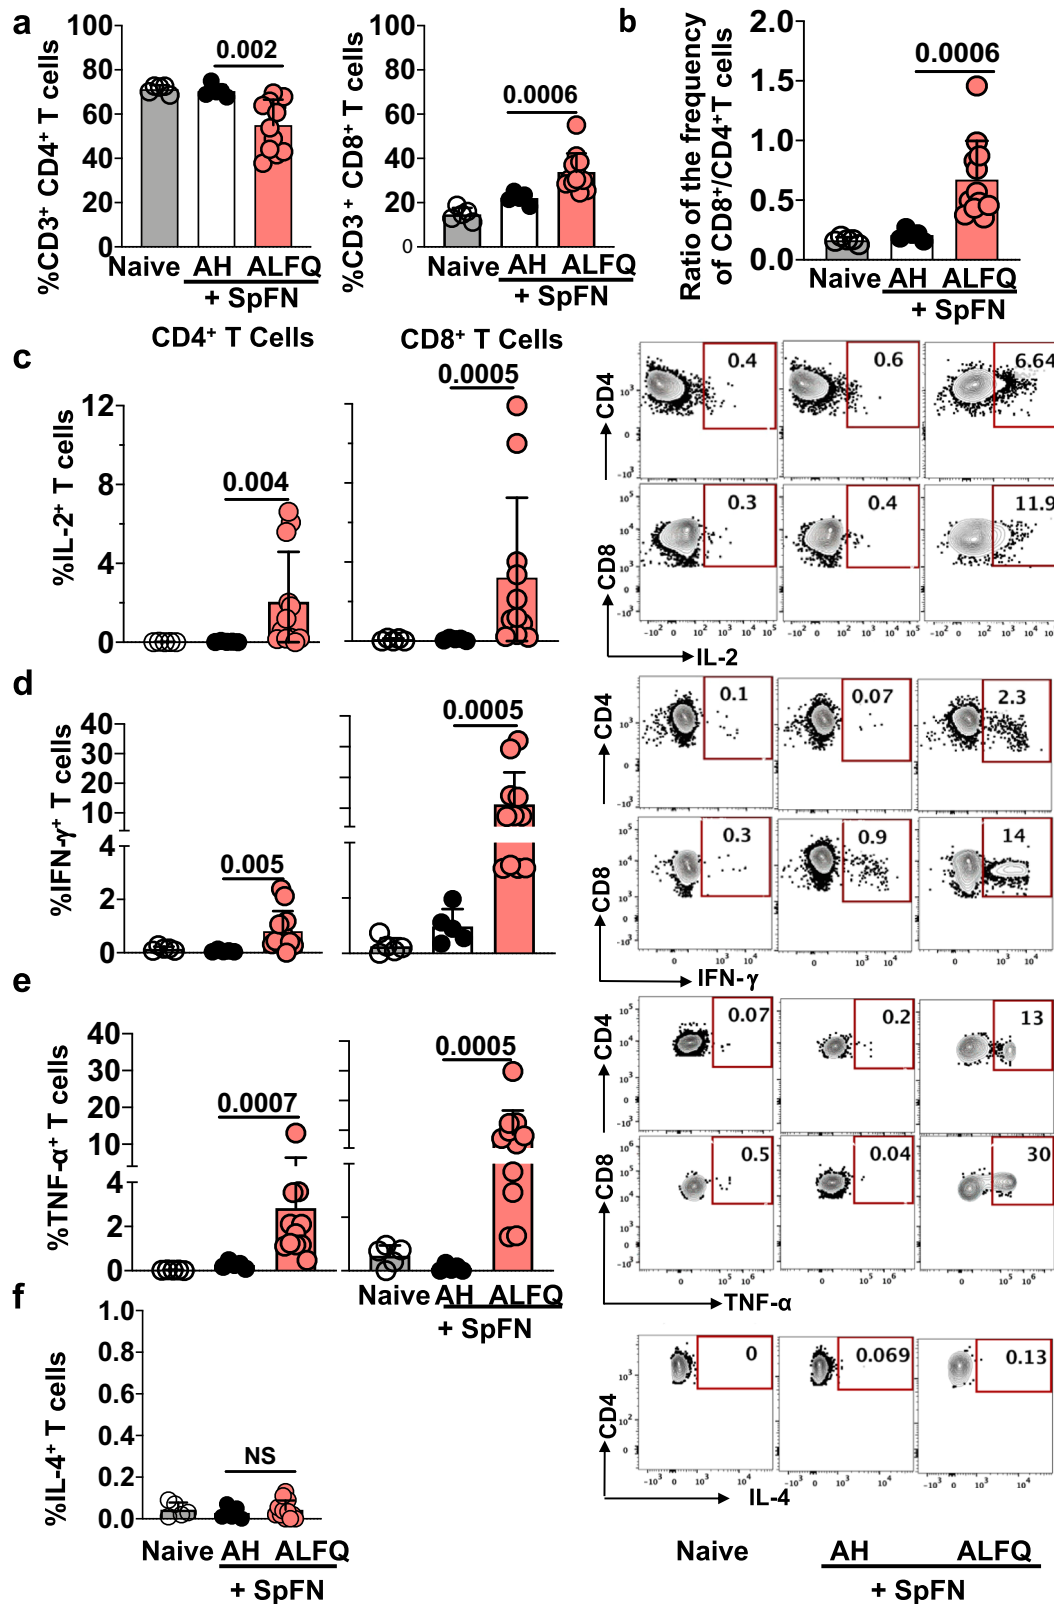 a
%CD3⁺ CD4⁺ T cells
100
80
60
40
20
0
0.002
Naive AH ALFQ
+ SpFN
%CD3⁺ CD8⁺ T cells
100
80
60
40
20
0
0.0006
Naive AH ALFQ
+ SpFN
b
Ratio of the frequency
of CD8⁺/CD4⁺T cells
2.0
1.5
1.0
0.5
0.0
0.0006
Naive AH ALFQ
+ SpFN
CD4⁺ T Cells
CD8⁺ T Cells
c
%IL-2⁺ T cells
12
8
4
0
0.004
0.0005
CD4
0.4
0.6
6.64
CD8
0.3
0.4
11.9
IL-2
d
%IFN-γ⁺ T cells
40
30
20
10
4
2
0
0.005
0.0005
CD4
0.1
0.07
2.3
CD8
0.3
0.9
14
IFN-γ
e
%TNF-α⁺ T cells
40
30
20
10
4
2
0
0.0007
0.0005
Naive AH ALFQ
+ SpFN
CD4
0.07
0.2
13
CD8
0.5
0.04
30
TNF-α
f
%IL-4⁺ T cells
1.0
0.8
0.6
0.4
0.2
0.0
NS
Naive AH ALFQ
+ SpFN
CD4
0
0.069
0.13
IL-4
Naive AH ALFQ
+ SpFN